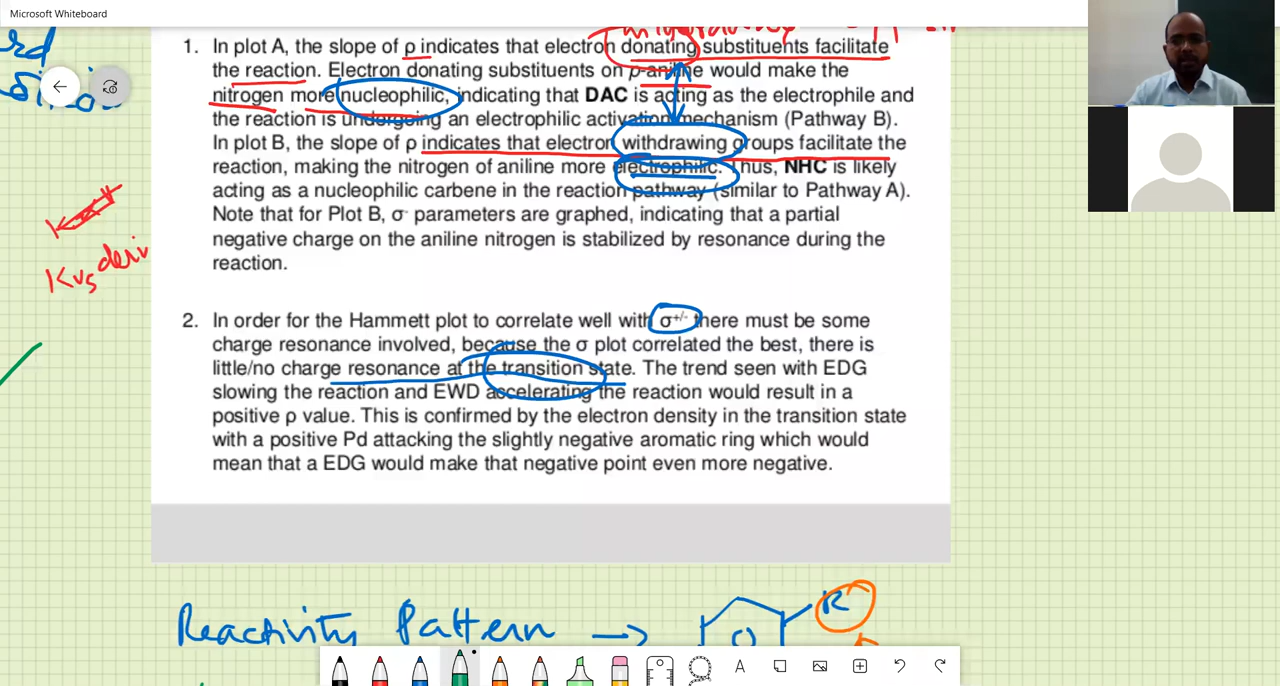 Microsoft Whiteboard
1. In plot A, the slope of ρ indicates that electron donating substituents facilitate
the reaction. Electron donating substituents on p-aniline would make the
nitrogen more nucleophilic, indicating that DAC is acting as the electrophile and
the reaction is undergoing an electrophilic activation mechanism (Pathway B).
In plot B, the slope of ρ indicates that electron withdrawing groups facilitate the
reaction, making the nitrogen of aniline more electrophilic. Thus, NHC is likely
acting as a nucleophilic carbene in the reaction pathway (similar to Pathway A).
Note that for Plot B, σ⁻ parameters are graphed, indicating that a partial
negative charge on the aniline nitrogen is stabilized by resonance during the
reaction.
K vs deriv
2. In order for the Hammett plot to correlate well with σ⁺/⁻ there must be some
charge resonance involved, because the σ plot correlated the best, there is
little/no charge resonance at the transition state. The trend seen with EDG
slowing the reaction and EWD accelerating the reaction would result in a
positive ρ value. This is confirmed by the electron density in the transition state
with a positive Pd attacking the slightly negative aromatic ring which would
mean that a EDG would make that negative point even more negative.
Reactivity Pattern → R
A